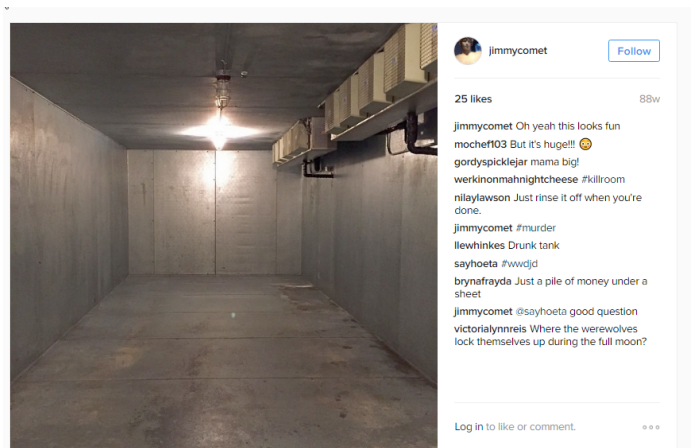 jimmycomet
Follow
25 likes
88w
jimmycomet Oh yeah this looks fun
mochef103 But it's huge!!! 😳
gordyspicklejar mama big!
werkinonmahnightcheese #killroom
nilaylawson Just rinse it off when you're
done.
jimmycomet #murder
llewhinkes Drunk tank
sayhoeta #wwdjd
brynafrayda Just a pile of money under a
sheet
jimmycomet @sayhoeta good question
victorialynnreis Where the werewolves
lock themselves up during the full moon?
Log in to like or comment.